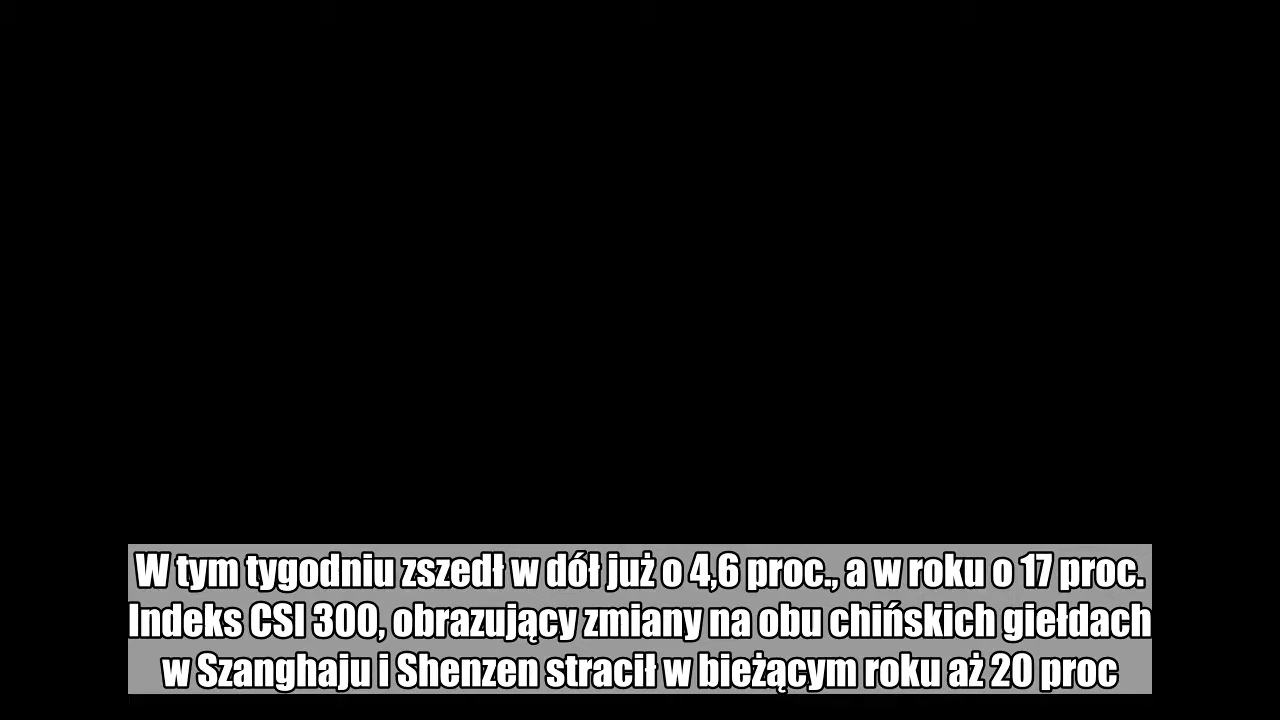 W tym tygodniu zszedł w dół już o 4,6 proc., a w roku o 17 proc.
Indeks CSI 300, obrazujący zmiany na obu chińskich giełdach
w Szanghaju i Shenzen stracił w bieżącym roku aż 20 proc